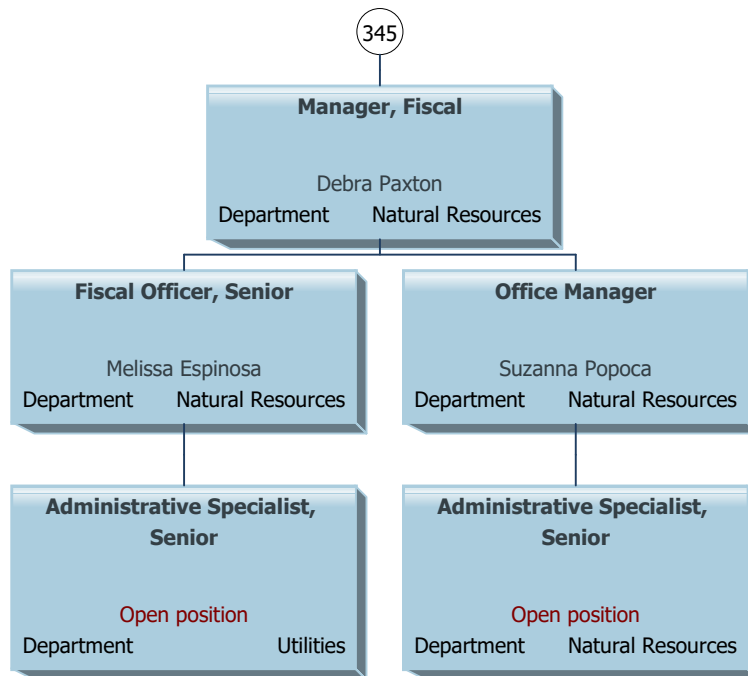 345
Manager, Fiscal
Debra Paxton
Department Natural Resources
Fiscal Officer, Senior
Melissa Espinosa
Department Natural Resources
Office Manager
Suzanna Popoca
Department Natural Resources
Administrative Specialist,
Senior
Open position
Department Utilities
Administrative Specialist,
Senior
Open position
Department Natural Resources